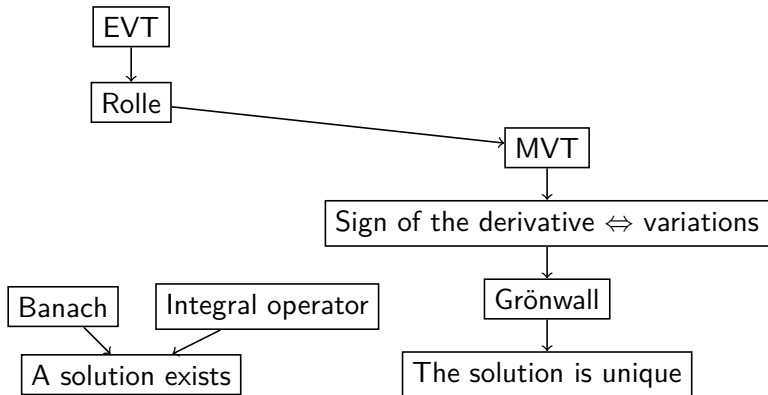 EVT
Rolle
MVT
Sign of the derivative ⇔ variations
Banach
Integral operator
Grönwall
A solution exists
The solution is unique